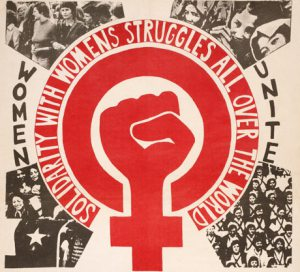 SOLIDARITY WITH WOMENS STRUGGLES ALL OVER THE WORLD
WOMEN
UNITE